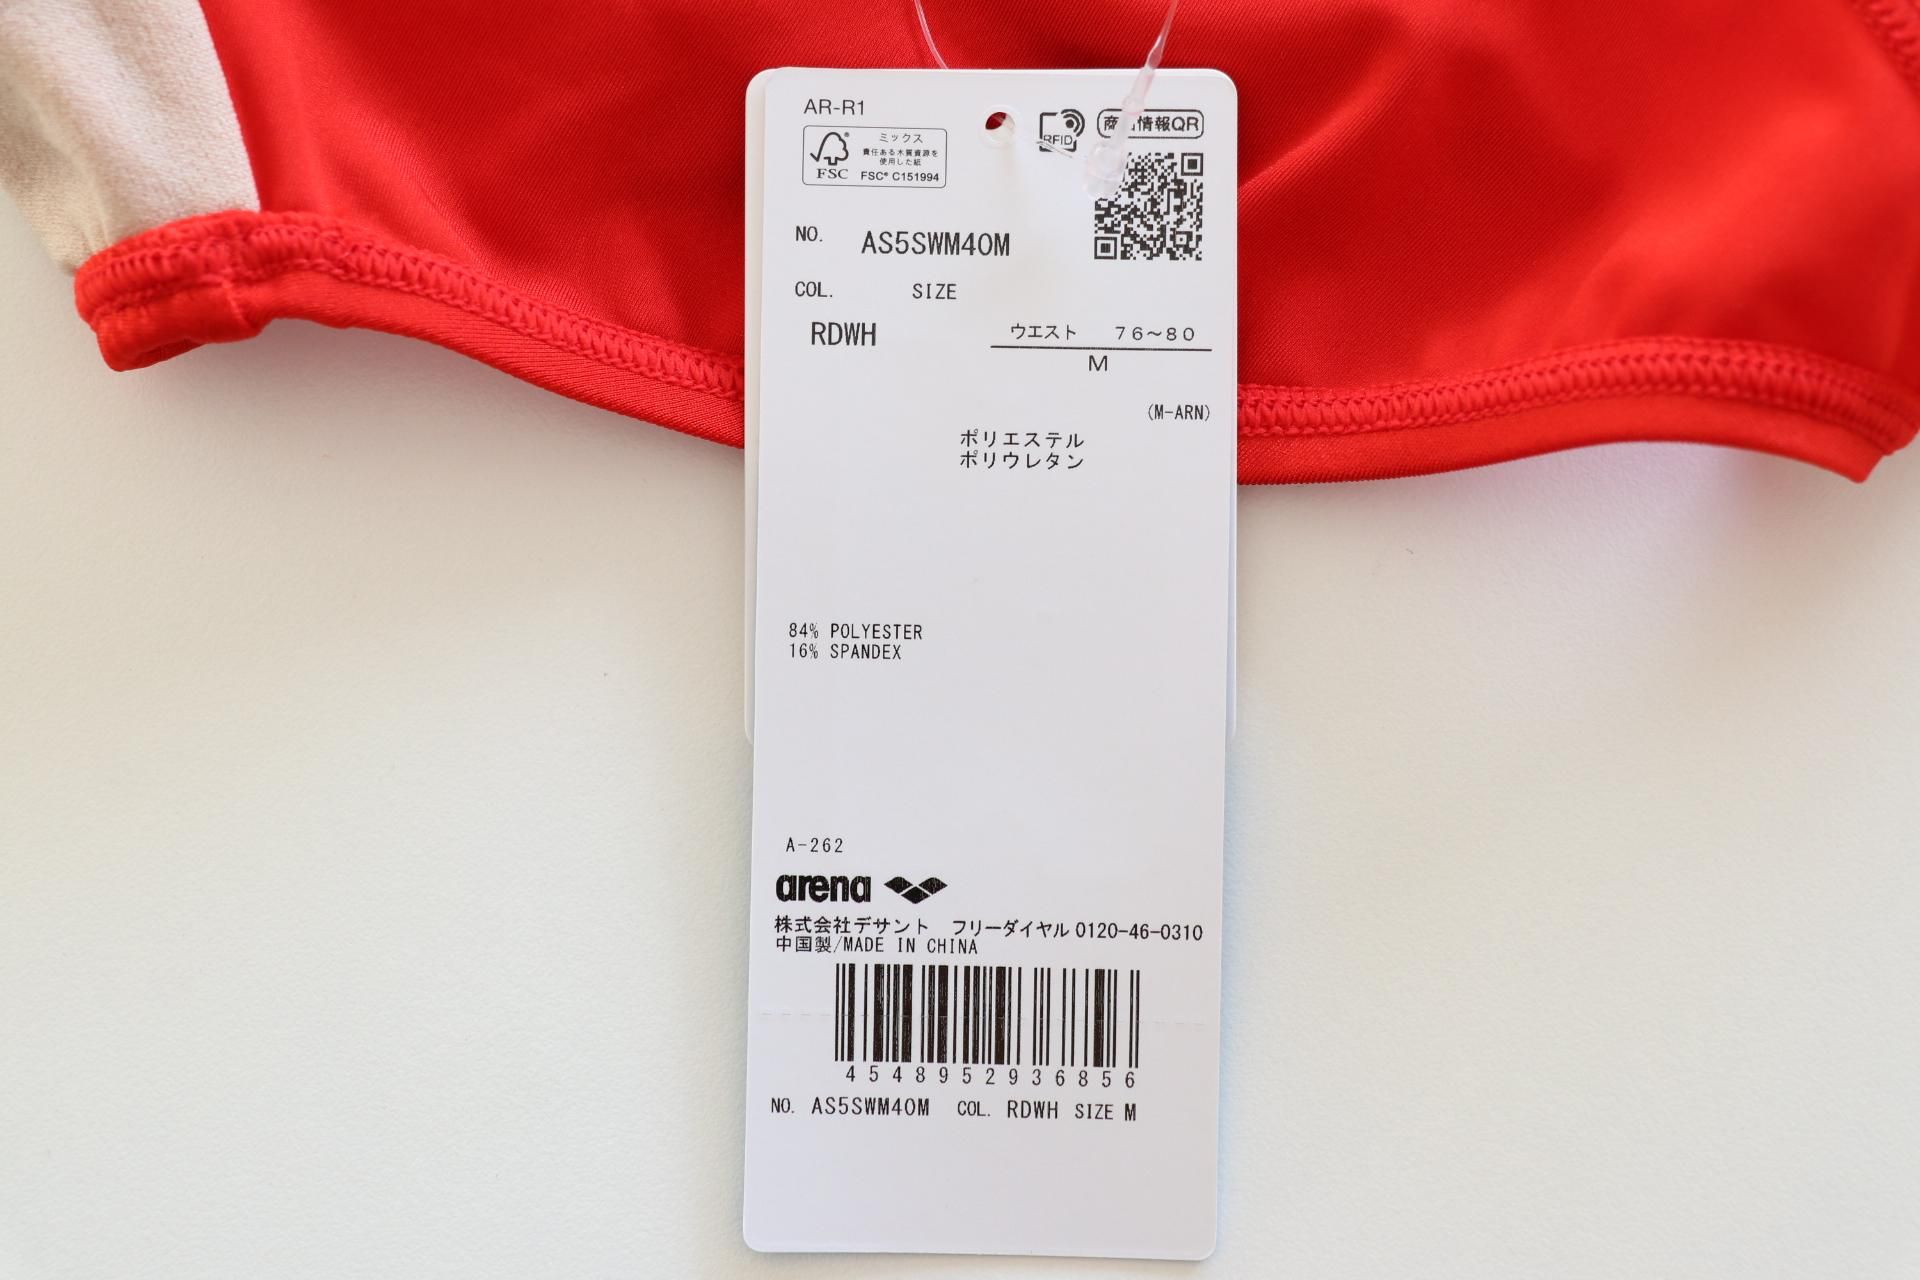 AR-R1
FSC®
ミックス
責任ある木質資源を
使用した紙
FSC® C151994
RFID
商品情報QR
NO. AS5SWM40M
COL. SIZE
RDWH
ウエスト 76～80
M
(M-ARN)
ポリエステル
ポリウレタン
84% POLYESTER
16% SPANDEX
A-262
arena
株式会社デサント フリーダイヤル 0120-46-0310
中国製/MADE IN CHINA
4548952936856
NO. AS5SWM40M COL. RDWH SIZE M